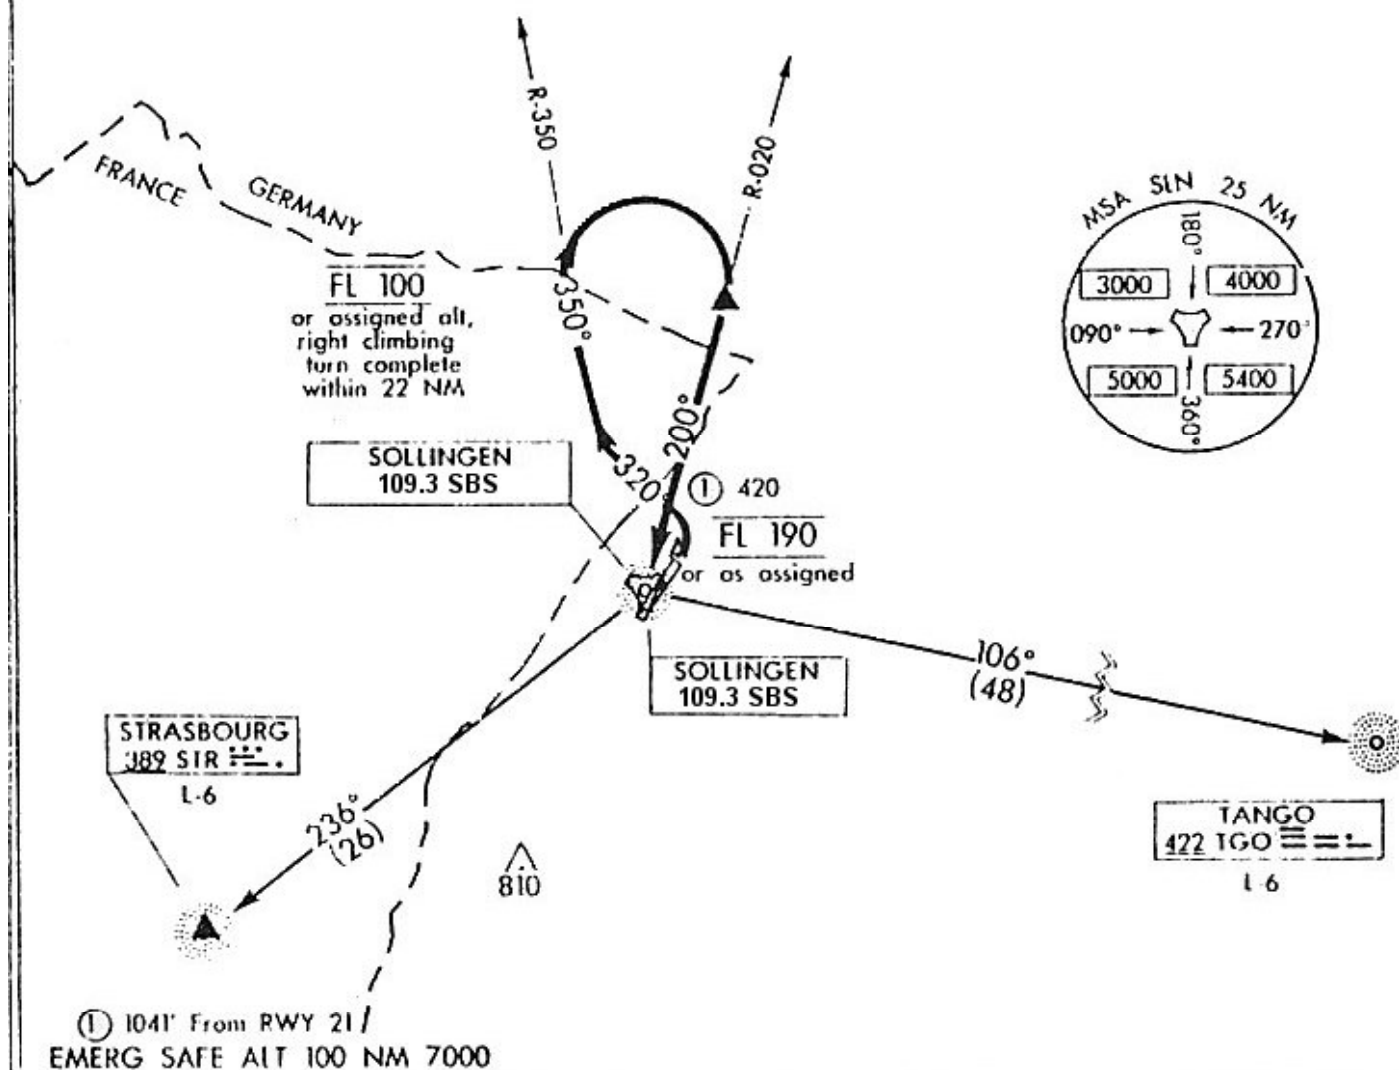 R-350
R-020
FRANCE
GERMANY
MSA SLN 25 NM
180°
3000
4000
090°
270°
5000
5400
360°
FL 100
or assigned alt,
right climbing
turn complete
within 22 NM
350°
200°
320°
SOLLINGEN
109.3 SBS
1 420
FL 190
or as assigned
SOLLINGEN
109.3 SBS
106°
(48)
STRASBOURG
389 STR
L-6
236°
(26)
810
TANGO
422 TGO
L-6
1 1041' From RWY 21
EMERG SAFE ALT 100 NM 7000